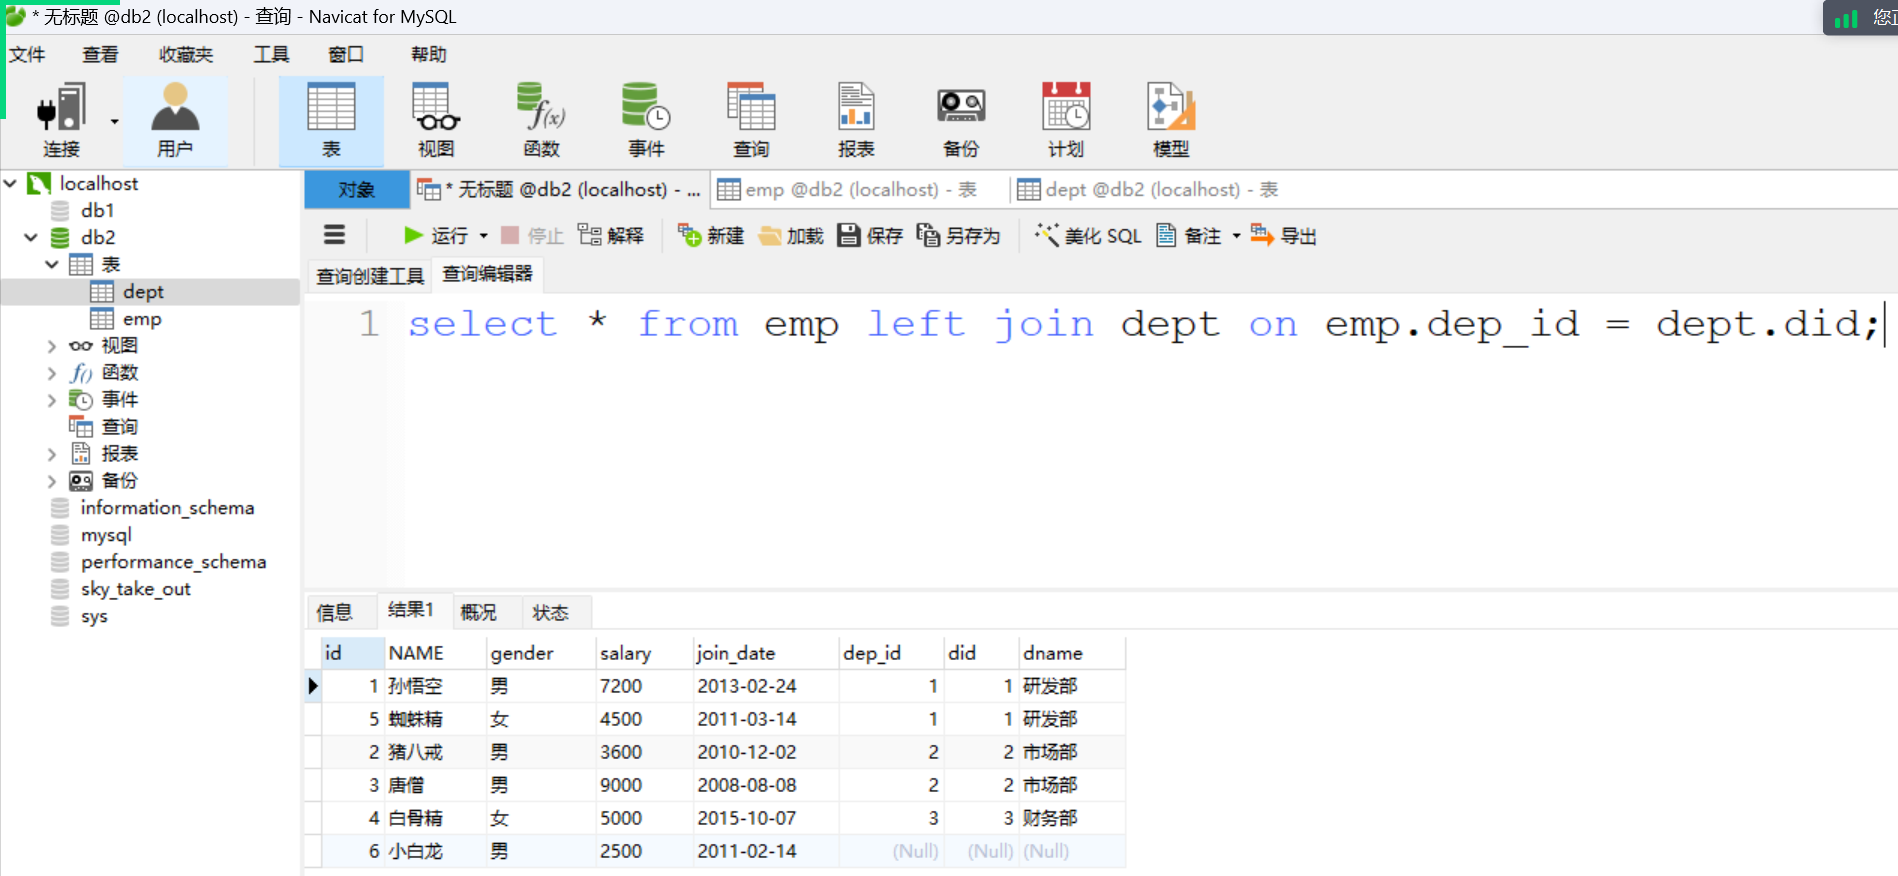 * 无标题 @db2 (localhost) - 查询 - Navicat for MySQL
文件 查看 收藏夹 工具 窗口 帮助
连接 用户 表 视图 函数 事件 查询 报表 备份 计划 模型
localhost
db1
db2
表
dept
emp
视图
函数
事件
查询
报表
备份
information_schema
mysql
performance_schema
sky_take_out
sys
对象 * 无标题 @db2 (localhost) - ... emp @db2 (localhost) - 表 dept @db2 (localhost) - 表
运行 停止 解释 新建 加载 保存 另存为 美化 SQL 备注 导出
查询创建工具 查询编辑器
1 select * from emp left join dept on emp.dep_id = dept.did;
信息 结果1 概况 状态
id NAME gender salary join_date dep_id did dname
1 孙悟空 男 7200 2013-02-24 1 1 研发部
5 蜘蛛精 女 4500 2011-03-14 1 1 研发部
2 猪八戒 男 3600 2010-12-02 2 2 市场部
3 唐僧 男 9000 2008-08-08 2 2 市场部
4 白骨精 女 5000 2015-10-07 3 3 财务部
6 小白龙 男 2500 2011-02-14 (Null) (Null) (Null)